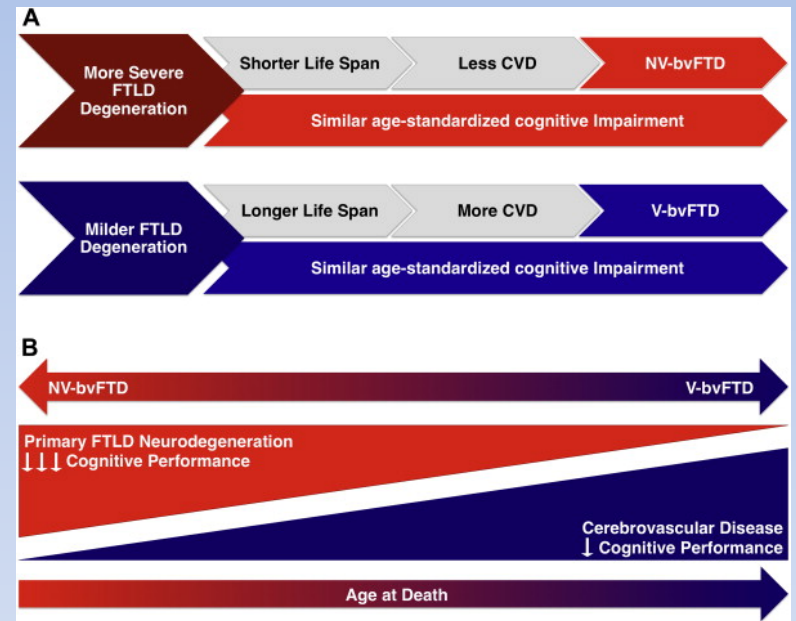 A
More Severe
FTLD
Degeneration
Shorter Life Span
Less CVD
NV-bvFTD
Similar age-standardized cognitive Impairment
Milder FTLD
Degeneration
Longer Life Span
More CVD
V-bvFTD
Similar age-standardized cognitive Impairment
B
NV-bvFTD
V-bvFTD
Primary FTLD Neurodegeneration
↓↓↓ Cognitive Performance
Cerebrovascular Disease
↓ Cognitive Performance
Age at Death